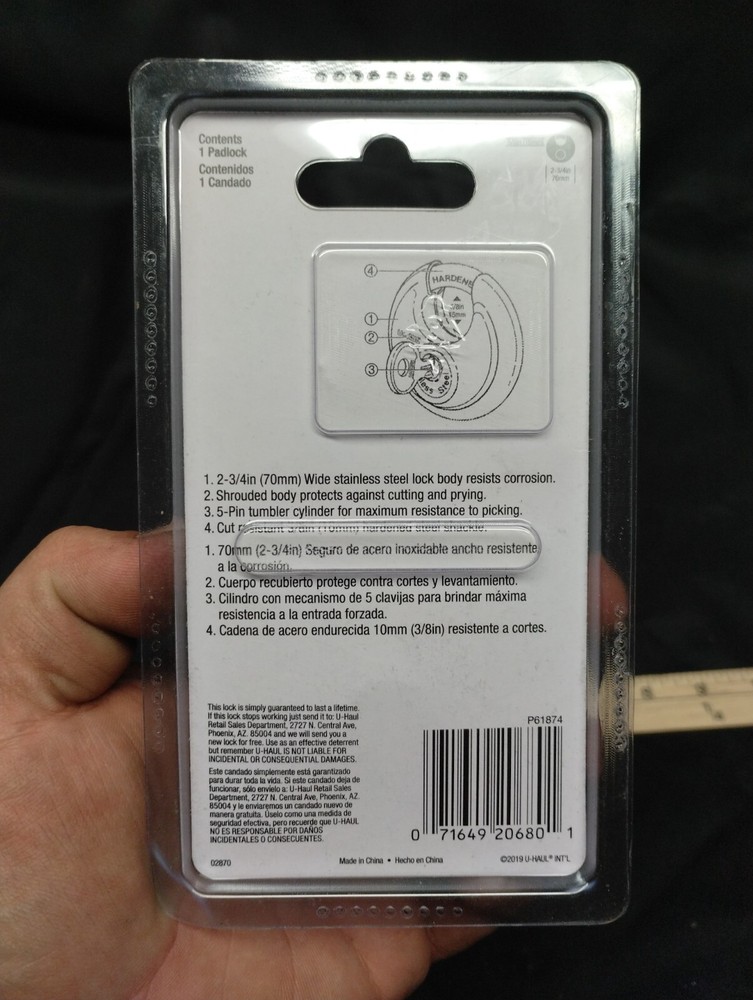 Contents
1 Padlock
Contenidos
1 Candado
2-3/4in
70mm
4
HARDENE
3/8in
10mm
1
2
3
less Steel
1. 2-3/4in (70mm) Wide stainless steel lock body resists corrosion.
2. Shrouded body protects against cutting and prying.
3. 5-Pin tumbler cylinder for maximum resistance to picking.
4. Cut resistant 3/8in (10mm) hardened steel shackle.
1. 70mm (2-3/4in) Seguro de acero inoxidable ancho resistente
a la corrosión.
2. Cuerpo recubierto protege contra cortes y levantamiento.
3. Cilindro con mecanismo de 5 clavijas para brindar máxima
resistencia a la entrada forzada.
4. Cadena de acero endurecida 10mm (3/8in) resistente a cortes.
This lock is simply guaranteed to last a lifetime.
If this lock stops working just send it to: U-Haul
Retail Sales Department, 2727 N. Central Ave,
Phoenix, AZ. 85004 and we will send you a
new lock for free. Use as an effective deterrent
but remember U-HAUL IS NOT LIABLE FOR
INCIDENTAL OR CONSEQUENTIAL DAMAGES.
Este candado simplemente está garantizado
para durar toda la vida. Si este candado deja de
funcionar, sólo envíelo a: U-Haul Retail Sales
Department, 2727 N. Central Ave, Phoenix, AZ.
85004 y le enviaremos un candado nuevo de
manera gratuita. Úselo como una medida de
seguridad efectiva, pero recuerde que U-HAUL
NO ES RESPONSABLE POR DAÑOS
INCIDENTALES O CONSECUENTES.
P61874
0 71649 20680 1
02870
Made in China • Hecho en China
©2019 U-HAUL® INT'L